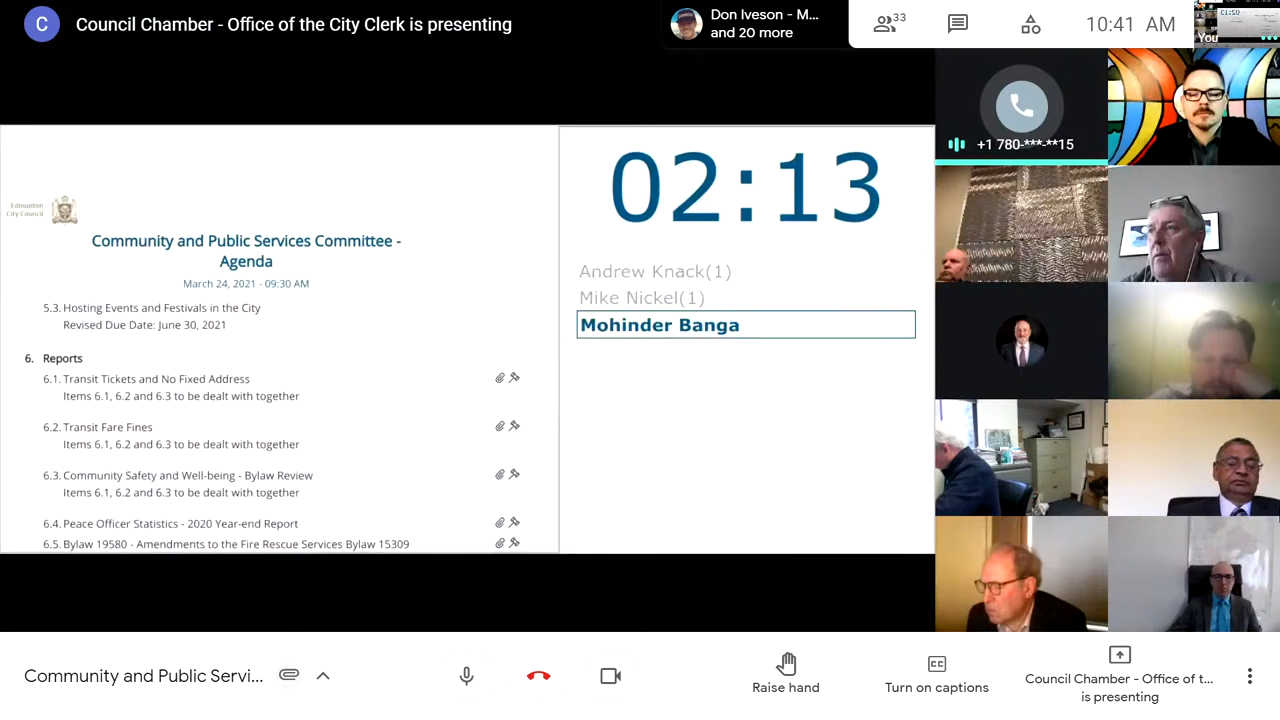 C
Council Chamber - Office of the City Clerk is presenting
Don Iveson - M...
and 20 more
33
10:41 AM
You
+1 780-***-**15
02:13
Edmonton
City Council
Community and Public Services Committee -
Agenda
March 24, 2021 - 09:30 AM
5.3. Hosting Events and Festivals in the City
Revised Due Date: June 30, 2021
6. Reports
6.1. Transit Tickets and No Fixed Address
Items 6.1, 6.2 and 6.3 to be dealt with together
6.2. Transit Fare Fines
Items 6.1, 6.2 and 6.3 to be dealt with together
6.3. Community Safety and Well-being - Bylaw Review
Items 6.1, 6.2 and 6.3 to be dealt with together
6.4. Peace Officer Statistics - 2020 Year-end Report
6.5. Bylaw 19580 - Amendments to the Fire Rescue Services Bylaw 15309
Andrew Knack(1)
Mike Nickel(1)
Mohinder Banga
Community and Public Servi...
Raise hand
CC
Turn on captions
Council Chamber - Office of t...
is presenting